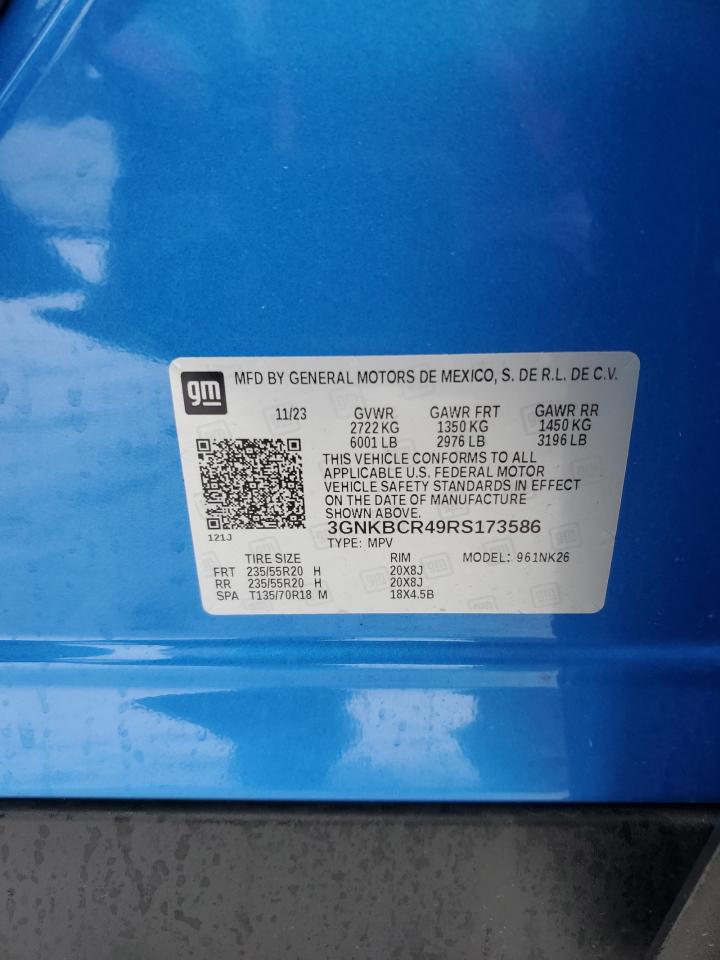 gm MFD BY GENERAL MOTORS DE MEXICO, S. DE R.L. DE C.V.
11/23 GVWR GAWR FRT GAWR RR
2722 KG 1350 KG 1450 KG
6001 LB 2976 LB 3196 LB
THIS VEHICLE CONFORMS TO ALL
APPLICABLE U.S. FEDERAL MOTOR
VEHICLE SAFETY STANDARDS IN EFFECT
ON THE DATE OF MANUFACTURE
SHOWN ABOVE.
3GNKBCR49RS173586
121J
TYPE: MPV
TIRE SIZE RIM MODEL: 961NK26
FRT 235/55R20 H 20X8J
RR 235/55R20 H 20X8J
SPA T135/70R18 M 18X4.5B